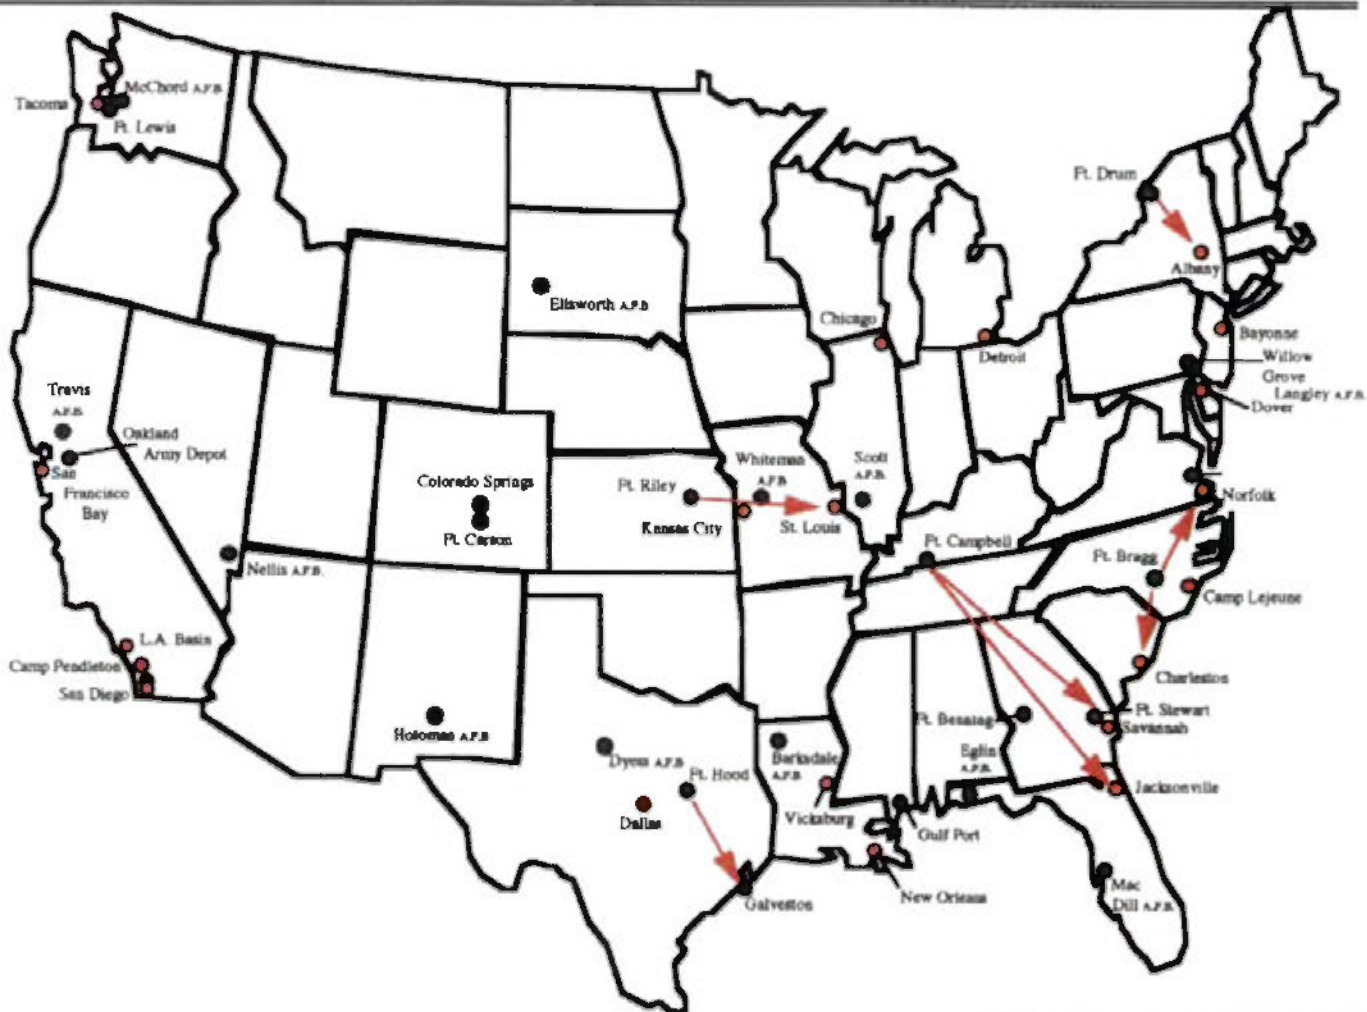 McChord A.F.B.
Tacoma
Ft. Lewis
Ft. Drum
Albany
Ellsworth A.F.B
Chicago
Detroit
Bayonne
Willow
Grove
Langley A.F.B.
Dover
Travis
A.F.B.
Oakland
Army Depot
San
Francisco
Bay
Colorado Springs
Ft. Carson
Ft. Riley
Kansas City
Whiteman
A.F.B
St. Louis
Scott
A.F.B.
Norfolk
Ft. Campbell
Ft. Bragg
Camp Lejeune
Nellis A.F.B.
L.A. Basin
Camp Pendleton
San Diego
Charleston
Holoman A.F.B
Ft. Benning
Ft. Stewart
Savannah
Dyess A.F.B
Ft. Hood
Barksdale
A.F.B
Eglin
A.F.B.
Jacksonville
Dallas
Vicksburg
Gulf Port
Galveston
New Orleans
Mac
Dill A.F.B.